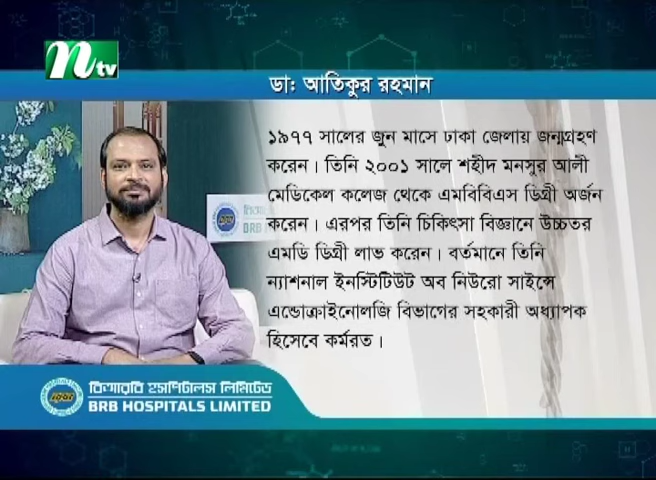 ntv
ডা: আতিকুর রহমান
১৯৭৭ সালের জুন মাসে ঢাকা জেলায় জন্মগ্রহণ
করেন। তিনি ২০০১ সালে শহীদ মনসুর আলী
মেডিকেল কলেজ থেকে এমবিবিএস ডিগ্রী অর্জন
করেন। এরপর তিনি চিকিৎসা বিজ্ঞানে উচ্চতর
এমডি ডিগ্রী লাভ করেন। বর্তমানে তিনি
ন্যাশনাল ইনস্টিটিউট অব নিউরো সাইন্সে
এন্ডোক্রাইনোলজি বিভাগের সহকারী অধ্যাপক
হিসেবে কর্মরত।
বিআর
BRB H
বিআরবি হসপিটালস লিমিটেড
BRB HOSPITALS LIMITED